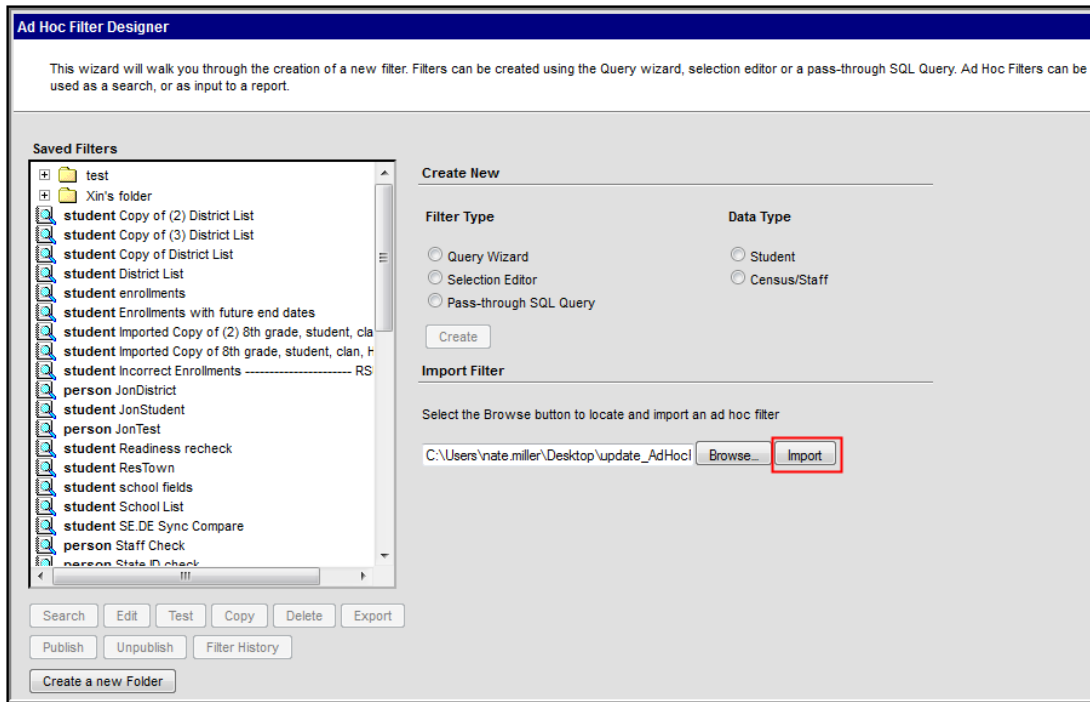 Ad Hoc Filter Designer
This wizard will walk you through the creation of a new filter. Filters can be created using the Query wizard, selection editor or a pass-through SQL Query. Ad Hoc Filters can be
used as a search, or as input to a report.
Saved Filters
test
Xin's folder
student Copy of (2) District List
student Copy of (3) District List
student Copy of District List
student District List
student enrollments
student Enrollments with future end dates
student Imported Copy of (2) 8th grade, student, cla
student Imported Copy of 8th grade, student, clan, H
student Incorrect Enrollments ---------------------- RS
person JonDistrict
student JonStudent
person JonTest
student Readiness recheck
student ResTown
student school fields
student School List
student SE.DE Sync Compare
person Staff Check
person State ID check
Search Edit Test Copy Delete Export
Publish Unpublish Filter History
Create a new Folder
Create New
Filter Type
Query Wizard
Selection Editor
Pass-through SQL Query
Data Type
Student
Census/Staff
Create
Import Filter
Select the Browse button to locate and import an ad hoc filter
C:\Users\nate.miller\Desktop\update_AdHocF Browse... Import